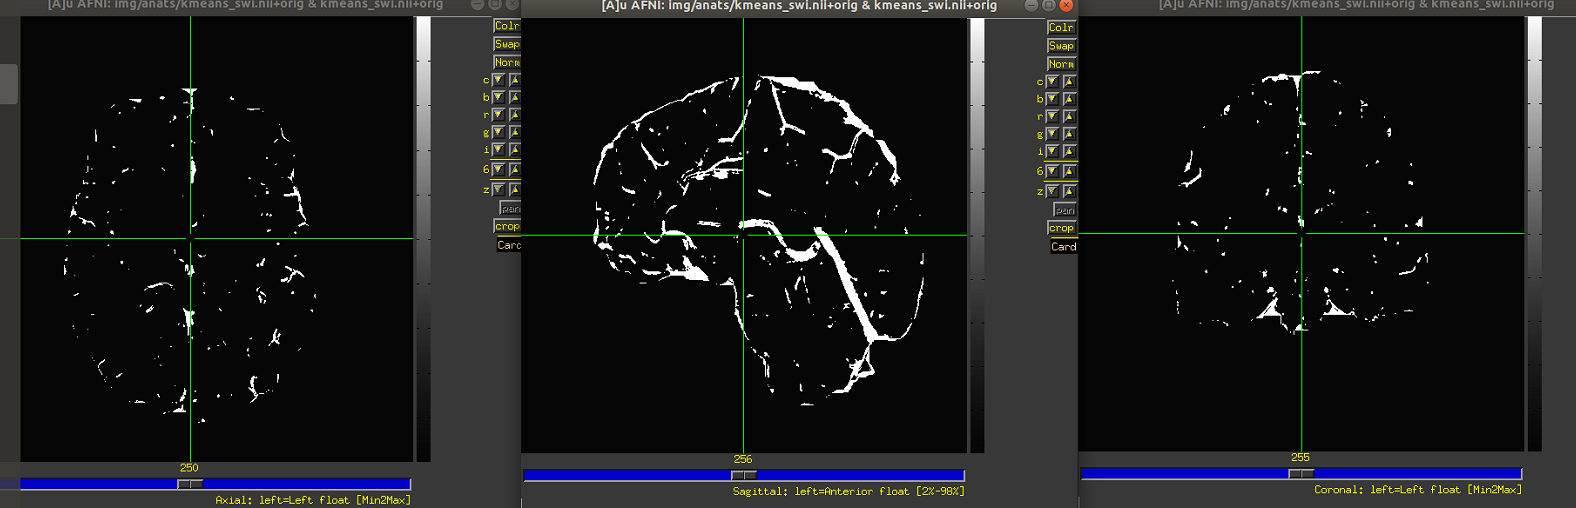 [A]u AFNI: img/anats/kmeans_swi.nii+orig & kmeans_swi.nii+orig
Colr
Swap
Norm
c
b
r
g
i
6
z
pan
crop
Card
250
Axial: left=Left float [Min2Max]
[A]u AFNI: img/anats/kmeans_swi.nii+orig & kmeans_swi.nii+orig
Colr
Swap
Norm
c
b
r
g
i
6
z
pan
crop
Card
256
Sagittal: left=Anterior float [2%-98%]
[A]u AFNI: img/anats/kmeans_swi.nii+orig & kmeans_swi.nii+orig
255
Coronal: left=Left float [Min2Max]